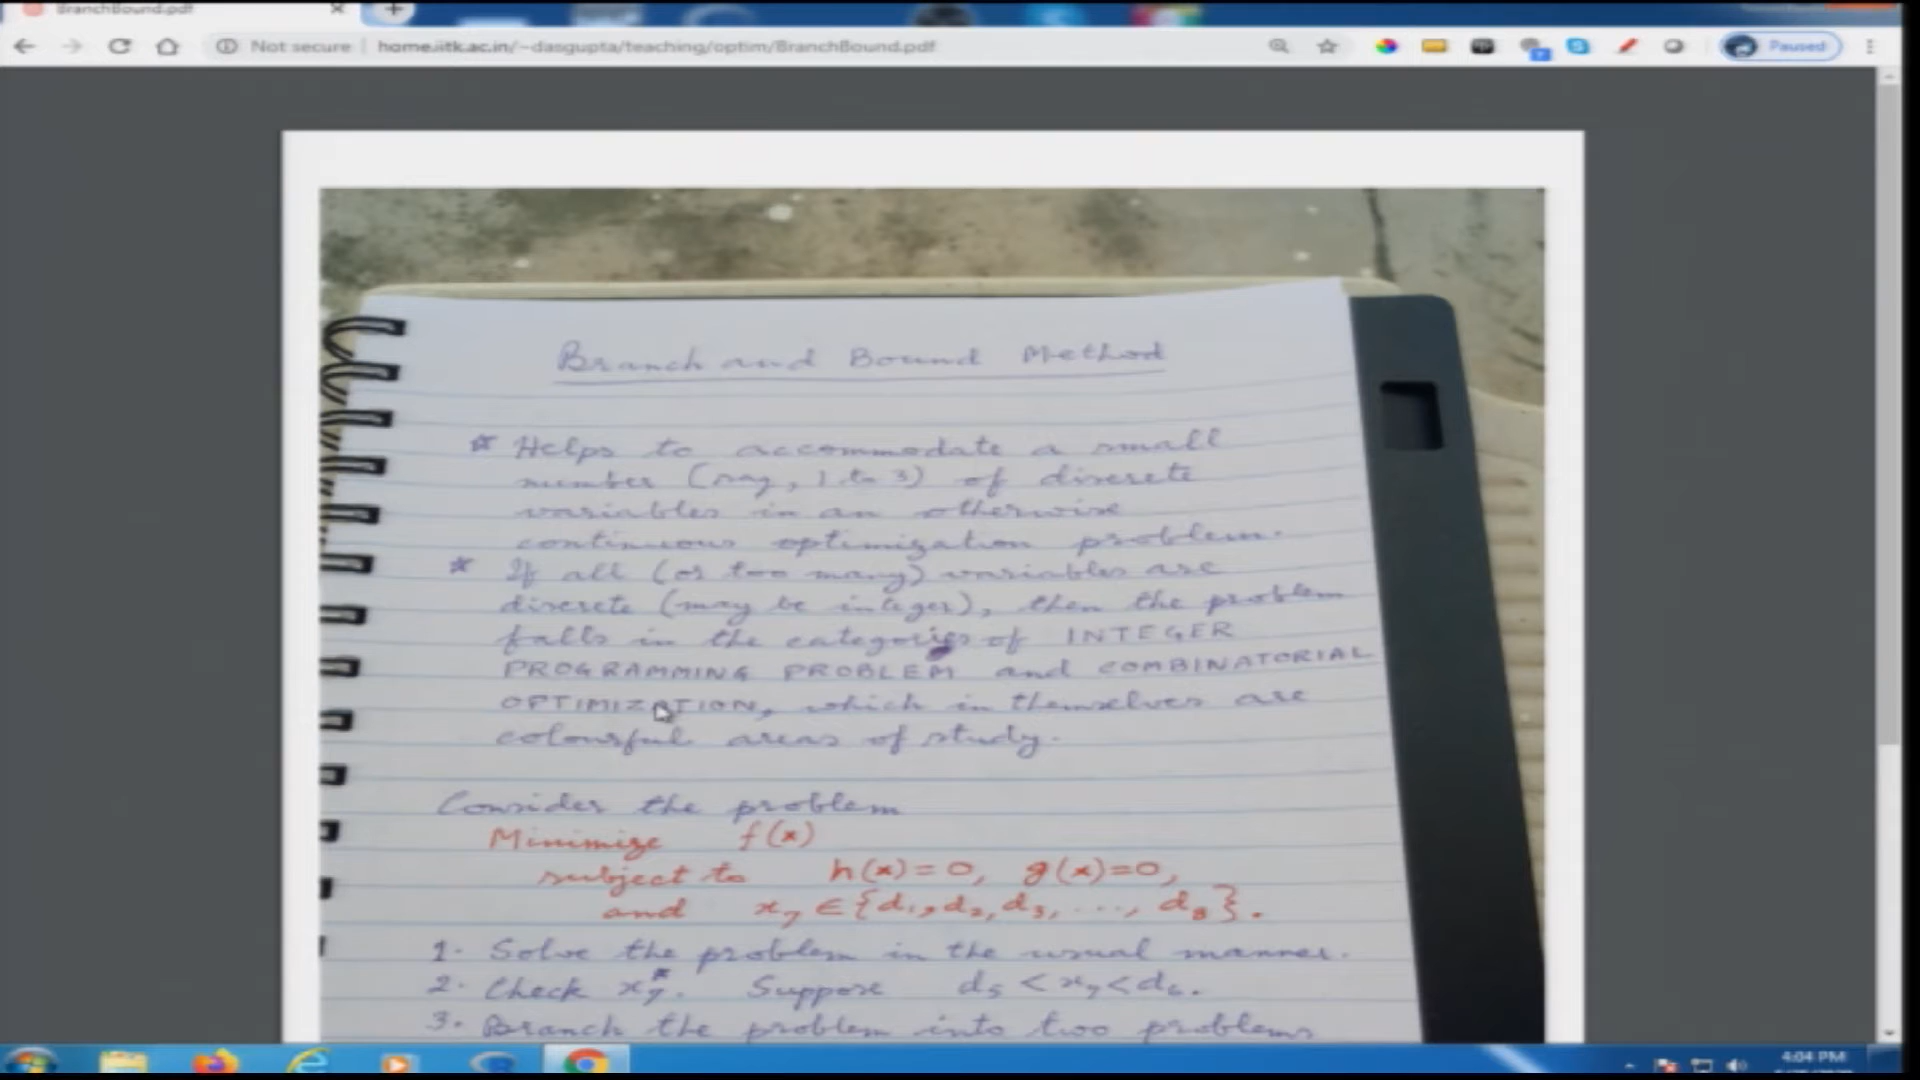 BranchBound.pdf
Not secure home.iitk.ac.in/~dasgupta/teaching/optim/BranchBound.pdf
Paused
Branch and Bound Method
* Helps to accommodate a small
number (say, 1 to 3) of discrete
variables in an otherwise
continuous optimization problem.
* If all (or too many) variables are
discrete (may be integer), then the problem
falls in the categories of INTEGER
PROGRAMMING PROBLEM and COMBINATORIAL
OPTIMIZATION, which in themselves are
colourful areas of study.
Consider the problem
Minimize f(x)
subject to h(x)=0, g(x)=0,
and x₇ ∈ {d₁, d₂, d₃, ..., d₈}.
1. Solve the problem in the usual manner.
2. Check x₇*. Suppose d₅ < x₇ < d₆.
3. Branch the problem into two problems
4:04 PM